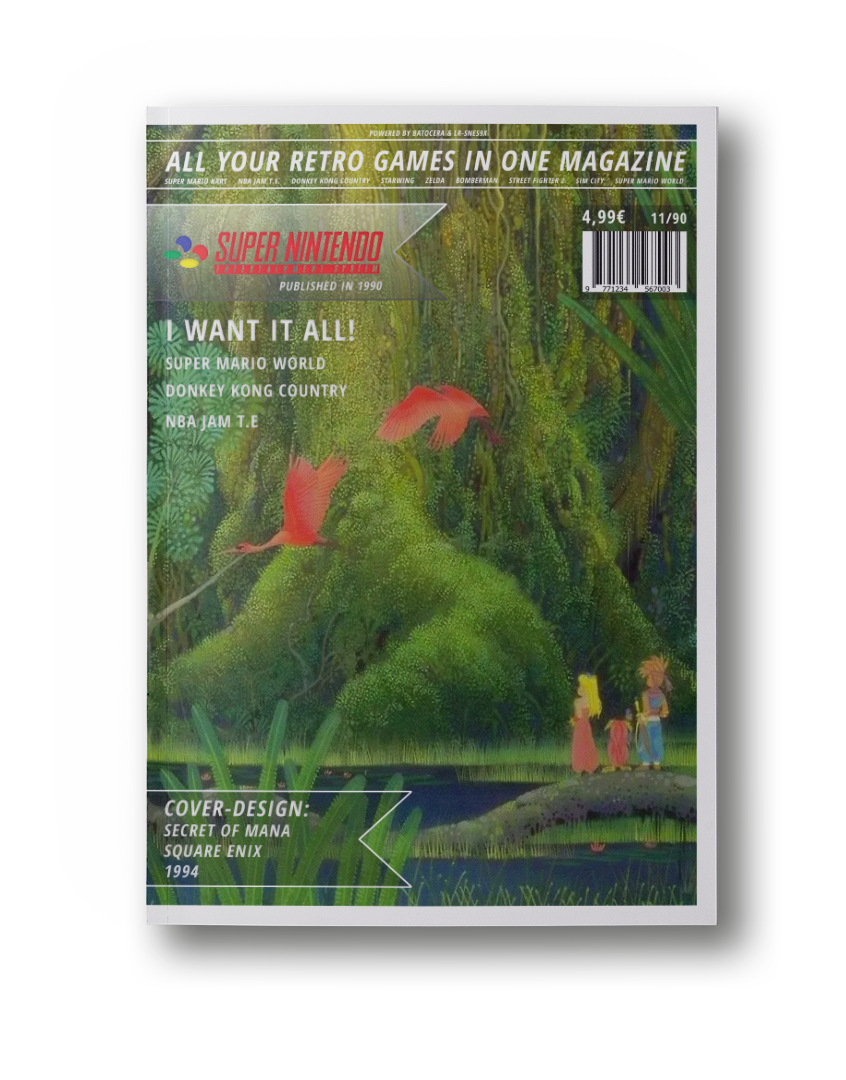 POWERED BY BATOCERA & LR-SNES9X
ALL YOUR RETRO GAMES IN ONE MAGAZINE
SUPER MARIO KART NBA JAM T.E. DONKEY KONG COUNTRY STARWING ZELDA BOMBERMAN STREET FIGHTER 2 SIM CITY SUPER MARIO WORLD
4,99€ 11/90
SUPER NINTENDO
ENTERTAINMENT SYSTEM
PUBLISHED IN 1990
9 771234 567003
I WANT IT ALL!
SUPER MARIO WORLD
DONKEY KONG COUNTRY
NBA JAM T.E
COVER-DESIGN:
SECRET OF MANA
SQUARE ENIX
1994